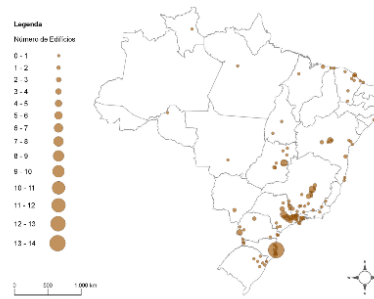 Legenda
Número de Edifícios
0 - 1
1 - 2
2 - 3
3 - 4
4 - 5
5 - 6
6 - 7
7 - 8
8 - 9
9 - 10
10 - 11
11 - 12
12 - 13
13 - 14
0 500 1.000 km